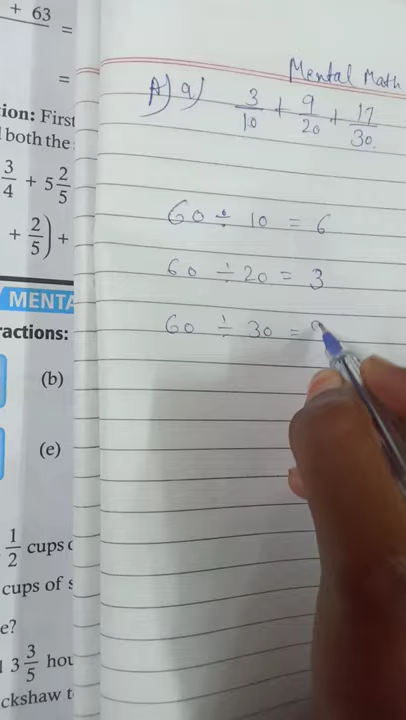 + 63
=
=
tion: First
both the
3/4 + 5 2/5
+ 2/5) +
MENTA
ractions:
(b)
(e)
1/2 cups
cups of s
e?
3 3/5 hou
ckshaw t
Mental Math
A) a) 3/10 + 9/20 + 17/30.
60 ÷ 10 = 6
60 ÷ 20 = 3
60 ÷ 30 =